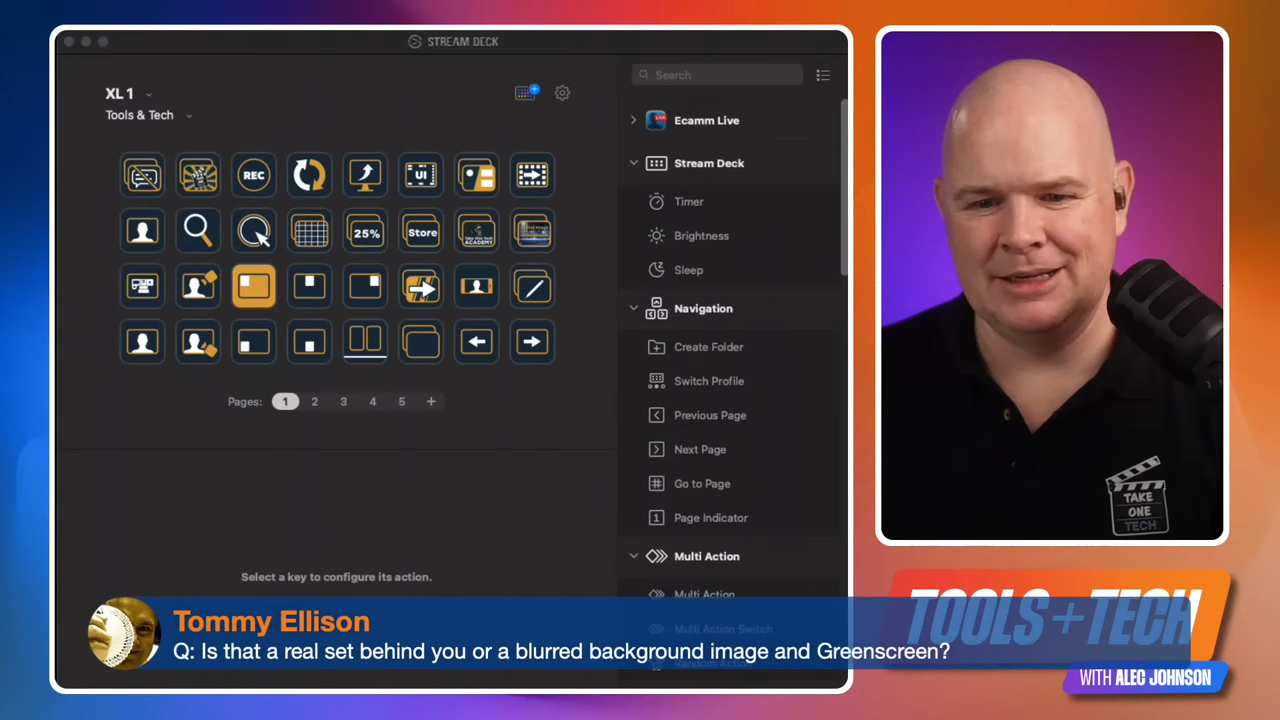 STREAM DECK
XL 1
Tools & Tech
REC
UI
25%
Store
ACADEMY
Pages: 1 2 3 4 5 +
Select a key to configure its action.
Search
Ecamm Live
Stream Deck
Timer
Brightness
Sleep
Navigation
Create Folder
Switch Profile
Previous Page
Next Page
Go to Page
1 Page Indicator
Multi Action
Multi Action
Multi Action Switch
Random Action
TAKE
ONE
TECH
TOOLS + TECH
WITH ALEC JOHNSON
Tommy Ellison
Q: Is that a real set behind you or a blurred background image and Greenscreen?